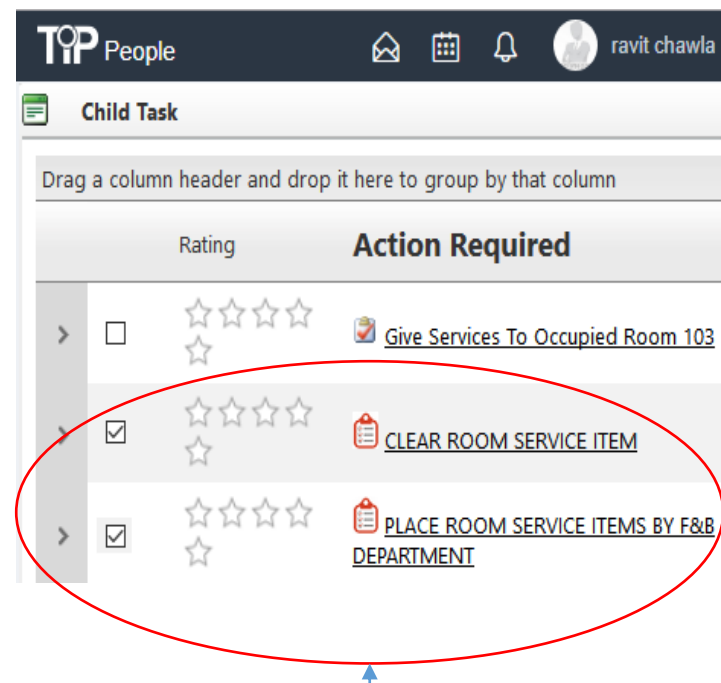 TIP People ravit chawla
Child Task
Drag a column header and drop it here to group by that column
Rating Action Required
Give Services To Occupied Room 103
CLEAR ROOM SERVICE ITEM
PLACE ROOM SERVICE ITEMS BY F&B
DEPARTMENT